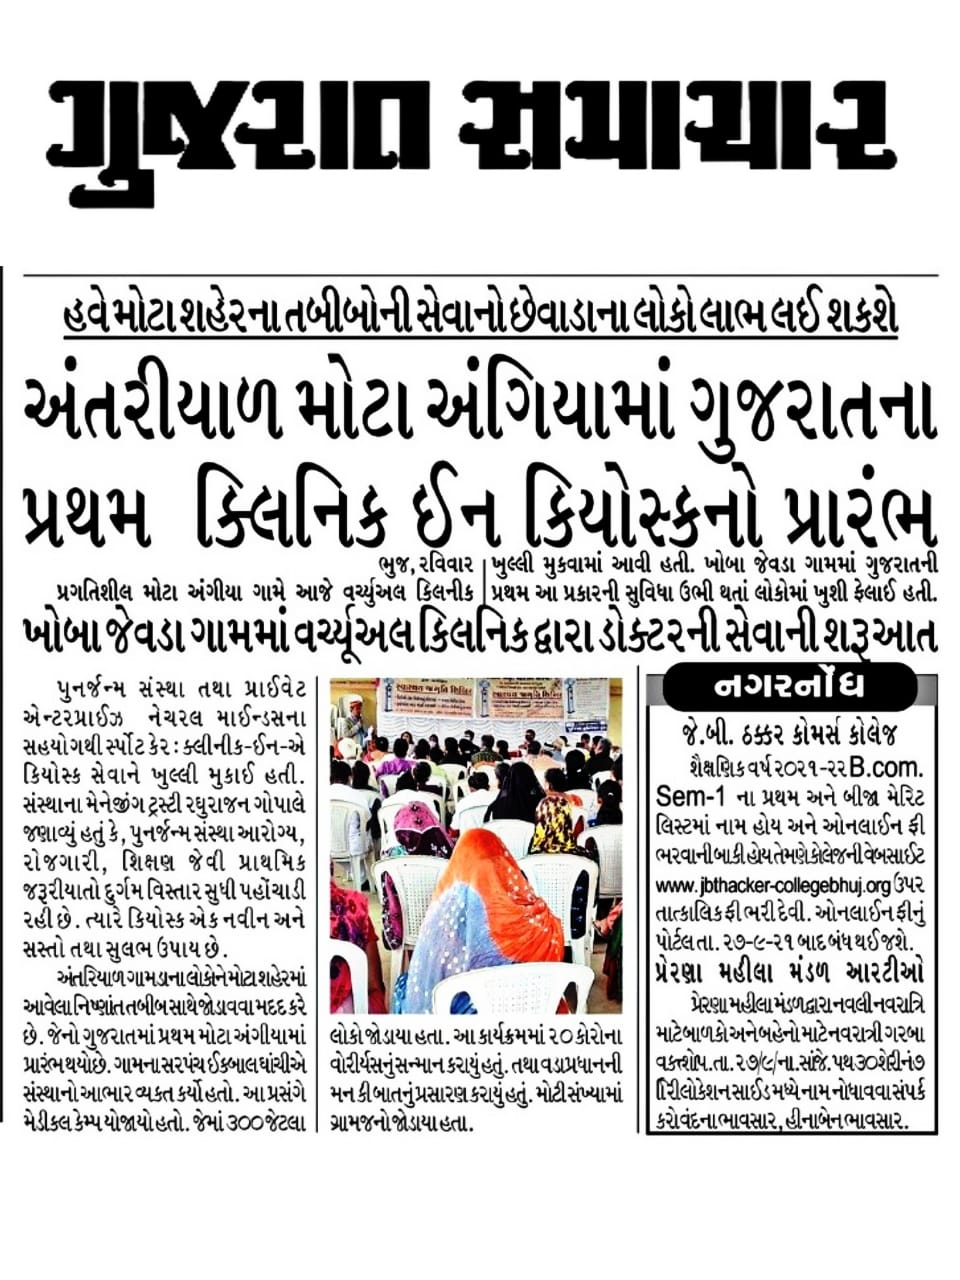 ગુજરાત સમાચાર
હવે મોટા શહેરના તબીબોની સેવાનો છેવાડાના લોકો લાભ લઈ શકશે
અંતરીયાળ મોટા અંગિયામાં ગુજરાતના
પ્રથમ ક્લિનિક ઈન કિયોસ્કનો પ્રારંભ
ભુજ, રવિવાર
પ્રગતિશીલ મોટા અંગીયા ગામે આજે વર્ચ્યુઅલ કિલનીક
ખુલ્લી મુકવામાં આવી હતી. ખોબા જેવડા ગામમાં ગુજરાતની
પ્રથમ આ પ્રકારની સુવિધા ઉભી થતાં લોકોમાં ખુશી ફેલાઈ હતી.
ખોબા જેવડા ગામમાં વર્ચ્યૂઅલ કિલનિક દ્વારા ડોક્ટરની સેવાની શરૂઆત
પુનર્જન્મ સંસ્થા તથા પ્રાઈવેટ
એન્ટરપ્રાઈઝ નેચરલ માઈન્ડસના
સહયોગથી સ્પોંટ કેર : ક્લીનીક-ઈન-એ
કિયોસ્ક સેવાને ખુલ્લી મુકાઈ હતી.
સંસ્થાના મેનેજીંગ ટ્રસ્ટી રઘુરાજન ગોપાલે
જણાવ્યું હતું કે, પુનર્જન્મ સંસ્થા આરોગ્ય,
રોજગારી, શિક્ષણ જેવી પ્રાથમિક
જરૂરીયાતો દુર્ગમ વિસ્તાર સુધી પહોંચાડી
રહી છે. ત્યારે કિયોસ્ક એક નવીન અને
સસ્તો તથા સુલભ ઉપાય છે.
અંતરિયાળ ગામડાના લોકોને મોટા શહેરમાં
આવેલા નિષ્ણાંત તબીબ સાથે જોડાવવા મદદ કરે
છે. જેનો ગુજરાતમાં પ્રથમ મોટા અંગીયામાં
પ્રારંભ થયો છે. ગામના સરપંચ ઈકબાલ ઘાંચીએ
સંસ્થાનો આભાર વ્યક્ત કર્યો હતો. આ પ્રસંગે
મેડીકલ કેમ્પ યોજાયો હતો. જેમાં ૩૦૦ જેટલા
સ્વાસ્થ્ય જાગૃતિ શિબિર
લોકો જોડાયા હતા. આ કાર્યક્રમમાં ૨૦ કોરોના
વોરીર્યસનું સન્માન કરાયું હતું. તથા વડાપ્રધાનની
મન કી બાતનું પ્રસારણ કરાયું હતું. મોટી સંખ્યામાં
ગ્રામજનો જોડાયા હતા.
નગરનોંધ
જે.બી. ઠક્કર કોમર્સ કોલેજ
શૈક્ષણિક વર્ષ ૨૦૨૧-૨૨ B.com.
Sem-1 ના પ્રથમ અને બીજા મેરિટ
લિસ્ટમાં નામ હોય અને ઓનલાઈન ફી
ભરવાની બાકી હોય તેમણે કોલેજની વેબસાઈટ
www.jbthacker-collegebhuj.org ઉપર
તાત્કાલિક ફી ભરી દેવી. ઓનલાઈન ફીનું
પોર્ટલ તા. ૨૭-૯-૨૧ બાદ બંધ થઈ જશે.
પ્રેરણા મહીલા મંડળ આરટીઓ
પ્રેરણા મહીલા મંડળ દ્વારા નવલી નવરાત્રિ
માટે બાળકો અને બહેનો માટે નવરાત્રી ગરબા
વર્કશોપ. તા. ૨૭/૯/ના. સાંજે.
લોકેશન સાઈડ મધ્યે નામ નોધાવવા સંપર્ક
કરો વંદના ભાવસાર, હીનાબેન ભાવસાર.